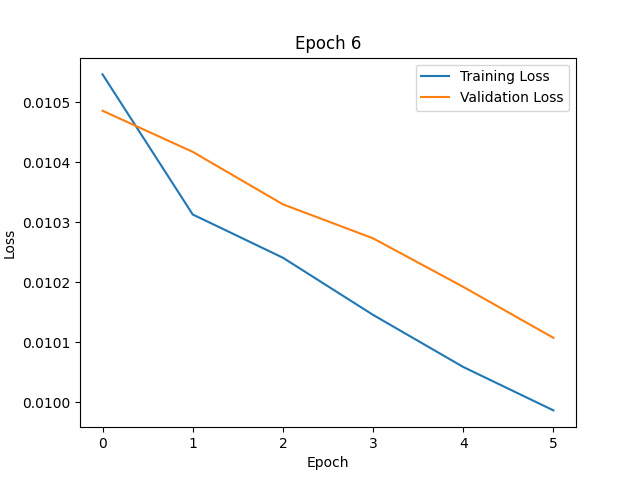 Epoch 6
Training Loss
Validation Loss
0.0105
0.0104
0.0103
0.0102
0.0101
0.0100
Loss
0 1 2 3 4 5
Epoch